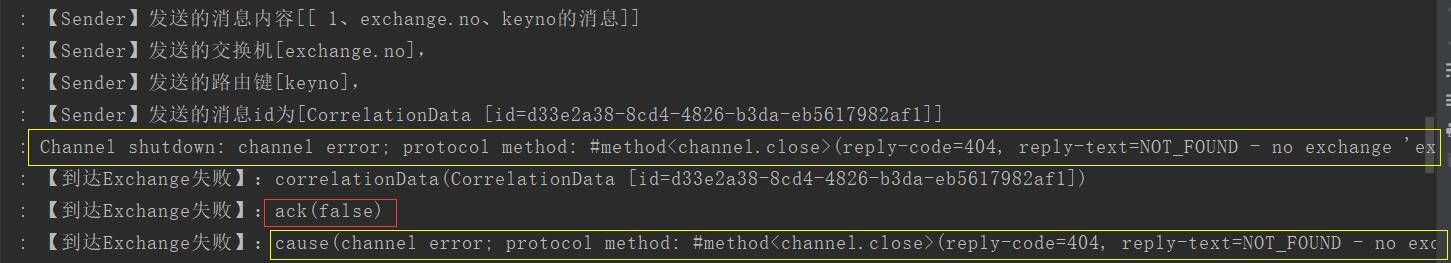 : 【Sender】发送的消息内容[[ 1、exchange.no、keyno的消息]]
: 【Sender】发送的交换机[exchange.no],
: 【Sender】发送的路由键[keyno],
: 【Sender】发送的消息id为[CorrelationData [id=d33e2a38-8cd4-4826-b3da-eb5617982af1]]
: Channel shutdown: channel error; protocol method: #method<channel.close>(reply-code=404, reply-text=NOT_FOUND - no exchange 'ex
: 【到达Exchange失败】：correlationData(CorrelationData [id=d33e2a38-8cd4-4826-b3da-eb5617982af1])
: 【到达Exchange失败】：ack(false)
: 【到达Exchange失败】：cause(channel error; protocol method: #method<channel.close>(reply-code=404, reply-text=NOT_FOUND - no exc